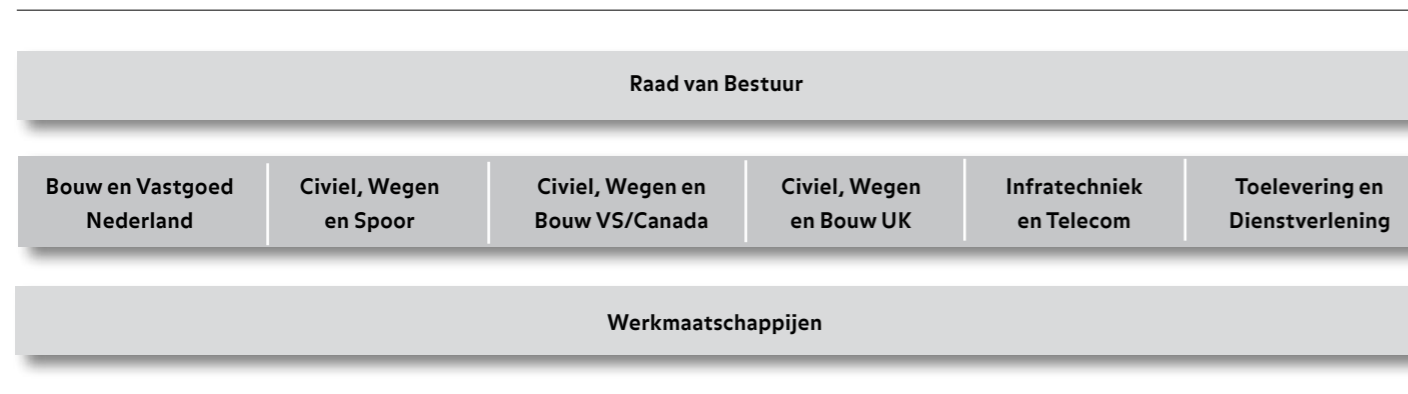 Raad van Bestuur
Bouw en Vastgoed
Nederland
Civiel, Wegen
en Spoor
Civiel, Wegen en
Bouw VS/Canada
Civiel, Wegen
en Bouw UK
Infratechniek
en Telecom
Toelevering en
Dienstverlening
Werkmaatschappijen